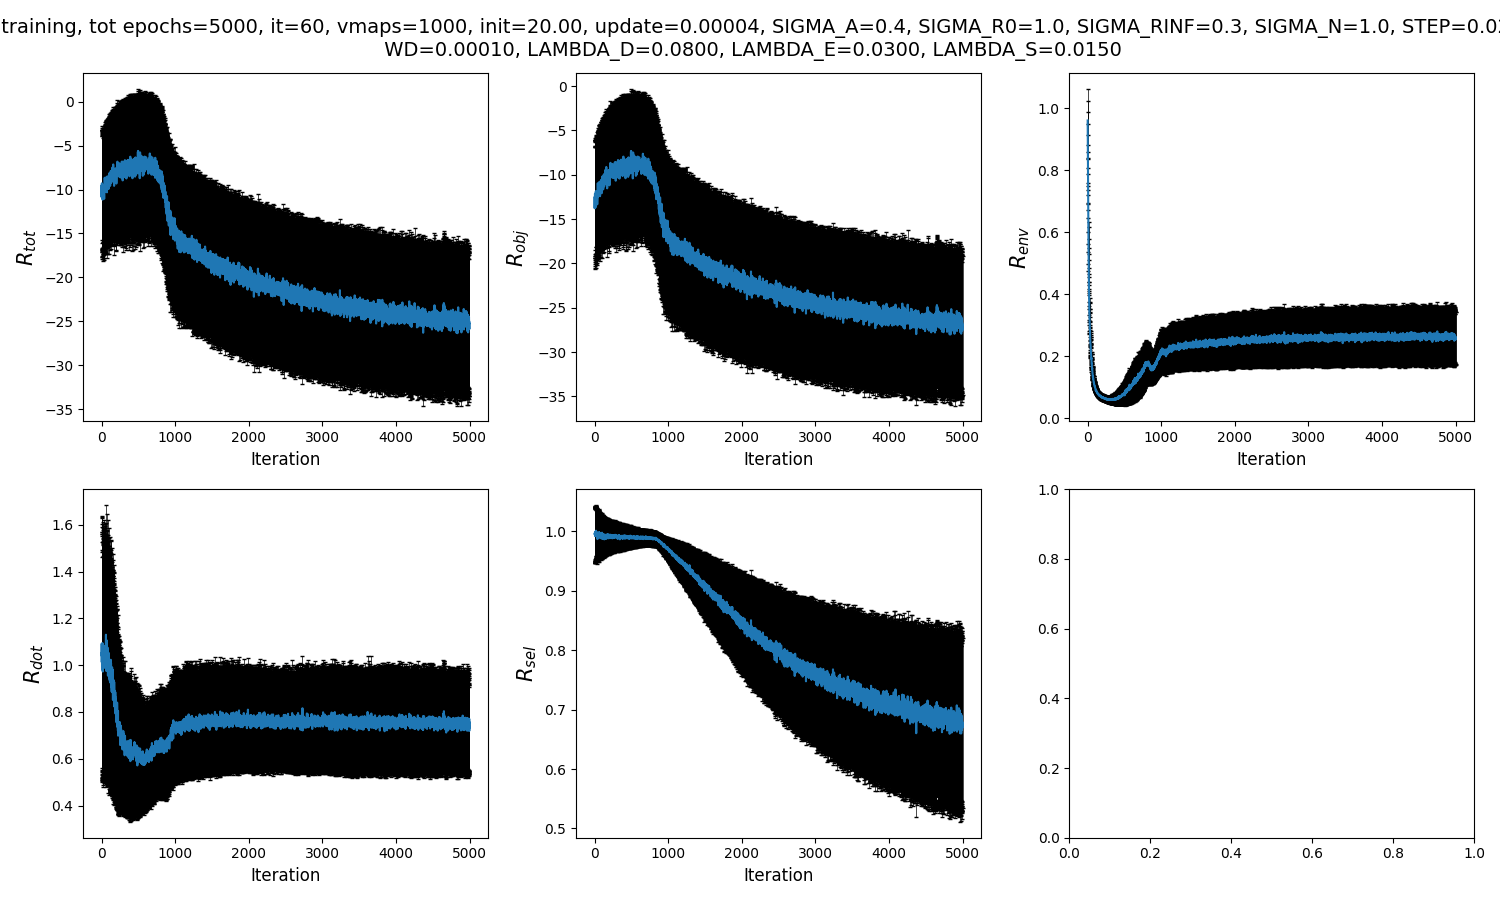 training, tot epochs=5000, it=60, vmaps=1000, init=20.00, update=0.00004, SIGMA_A=0.4, SIGMA_R0=1.0, SIGMA_RINF=0.3, SIGMA_N=1.0, STEP=0.0
WD=0.00010, LAMBDA_D=0.0800, LAMBDA_E=0.0300, LAMBDA_S=0.0150
R_tot
0
−5
−10
−15
−20
−25
−30
−35
0 1000 2000 3000 4000 5000
Iteration
R_obj
0
−5
−10
−15
−20
−25
−30
−35
0 1000 2000 3000 4000 5000
Iteration
R_env
1.0
0.8
0.6
0.4
0.2
0.0
0 1000 2000 3000 4000 5000
Iteration
R_dot
1.6
1.4
1.2
1.0
0.8
0.6
0.4
0 1000 2000 3000 4000 5000
Iteration
R_sel
1.0
0.9
0.8
0.7
0.6
0.5
0 1000 2000 3000 4000 5000
Iteration
1.0
0.8
0.6
0.4
0.2
0.0
0.0 0.2 0.4 0.6 0.8 1.0